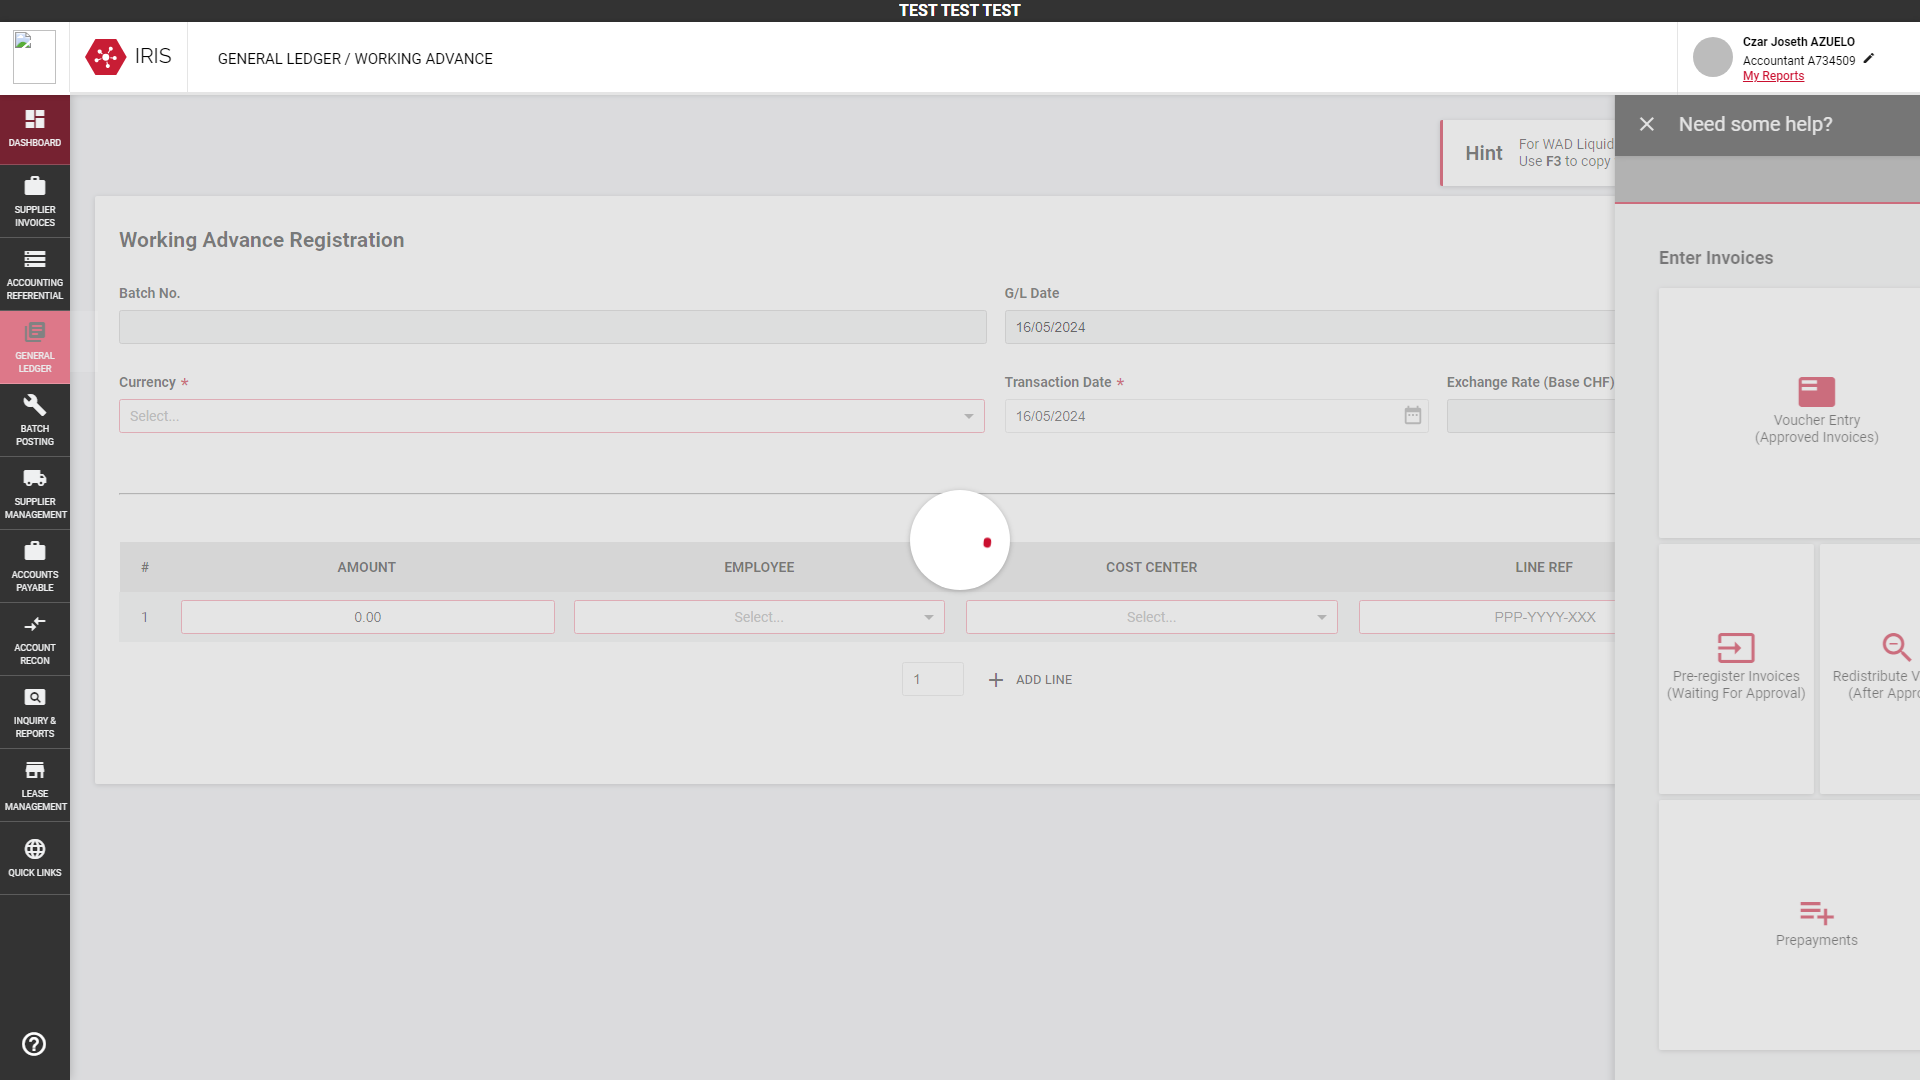 TEST TEST TEST
IRIS
GENERAL LEDGER / WORKING ADVANCE
Czar Joseth AZUELO
Accountant A734509
My Reports
DASHBOARD
SUPPLIER
INVOICES
ACCOUNTING
REFERENTIAL
GENERAL
LEDGER
BATCH
POSTING
SUPPLIER
MANAGEMENT
ACCOUNTS
PAYABLE
ACCOUNT
RECON
INQUIRY &
REPORTS
LEASE
MANAGEMENT
QUICK LINKS
Hint
For WAD Liquid
Use F3 to copy
Working Advance Registration
Batch No.
G/L Date
16/05/2024
Currency *
Transaction Date *
Exchange Rate (Base CHF)
Select...
16/05/2024
# AMOUNT EMPLOYEE COST CENTER LINE REF
1 0.00 Select... Select... PPP-YYYY-XXX
1 ADD LINE
Need some help?
Enter Invoices
Voucher Entry
(Approved Invoices)
Pre-register Invoices
(Waiting For Approval)
Redistribute V
(After Appro
Prepayments